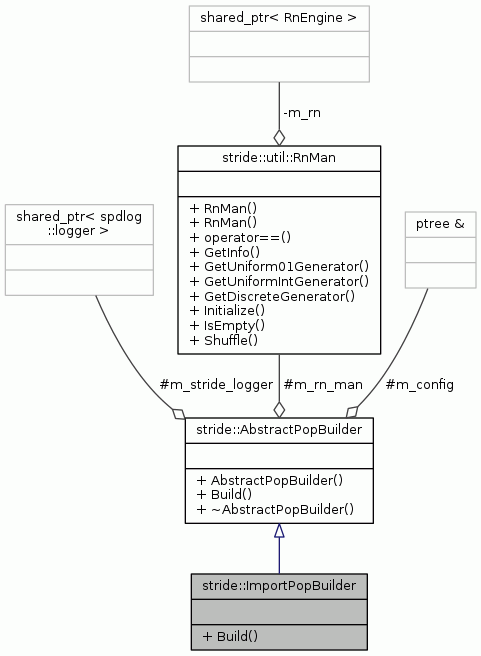 shared_ptr< RnEngine >
-m_rn
stride::util::RnMan
+ RnMan()
+ RnMan()
+ operator==()
+ GetInfo()
+ GetUniform01Generator()
+ GetUniformIntGenerator()
+ GetDiscreteGenerator()
+ Initialize()
+ IsEmpty()
+ Shuffle()
shared_ptr< spdlog
::logger >
ptree &
#m_stride_logger
#m_rn_man
#m_config
stride::AbstractPopBuilder
+ AbstractPopBuilder()
+ Build()
+ ~AbstractPopBuilder()
stride::ImportPopBuilder
+ Build()